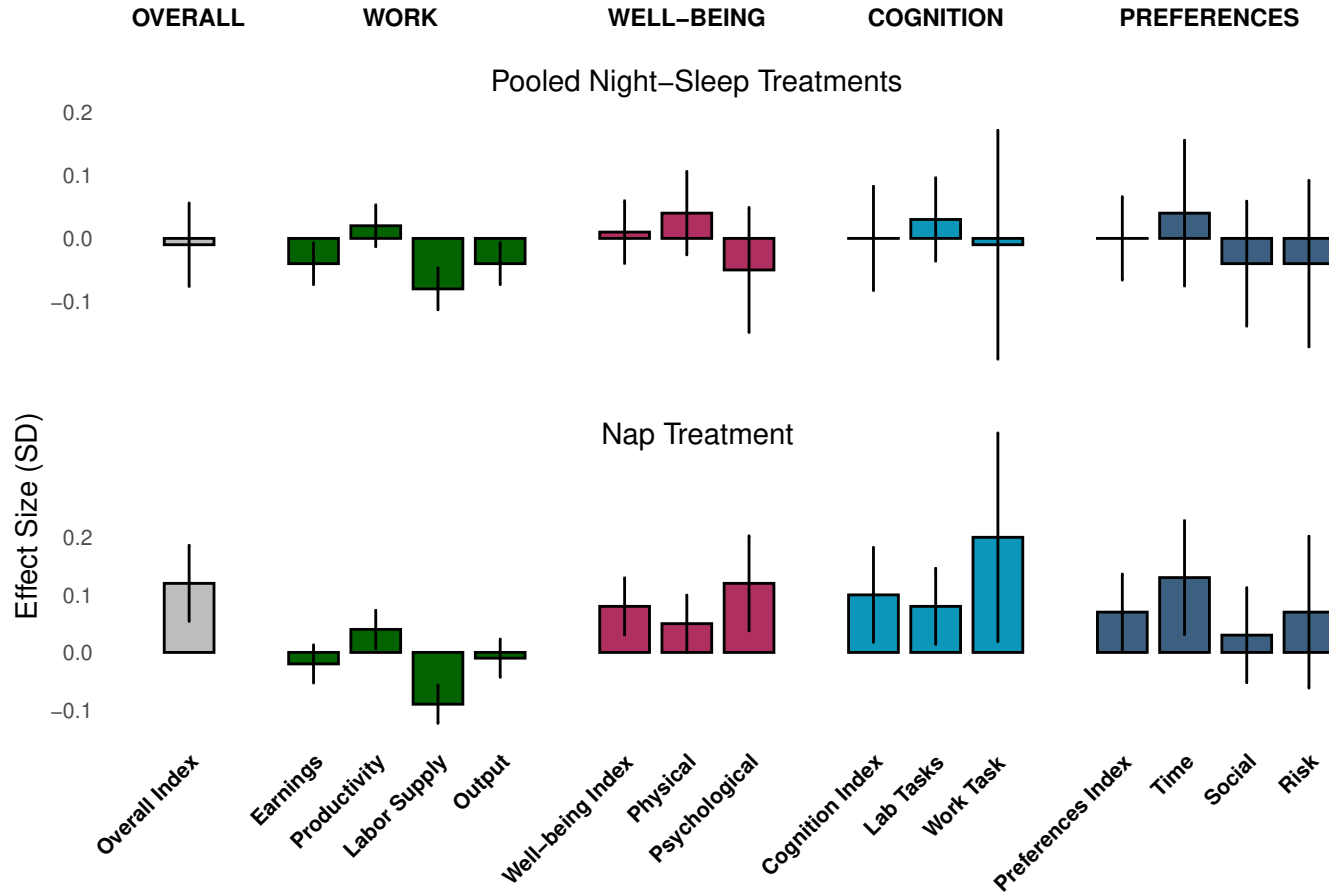 OVERALL WORK WELL−BEING COGNITION PREFERENCES
Pooled Night−Sleep Treatments
0.2
0.1
0.0
−0.1
Effect Size (SD)
Nap Treatment
0.2
0.1
0.0
−0.1
Overall Index
Earnings
Productivity
Labor Supply
Output
Well−being Index
Physical
Psychological
Cognition Index
Lab Tasks
Work Task
Preferences Index
Time
Social
Risk